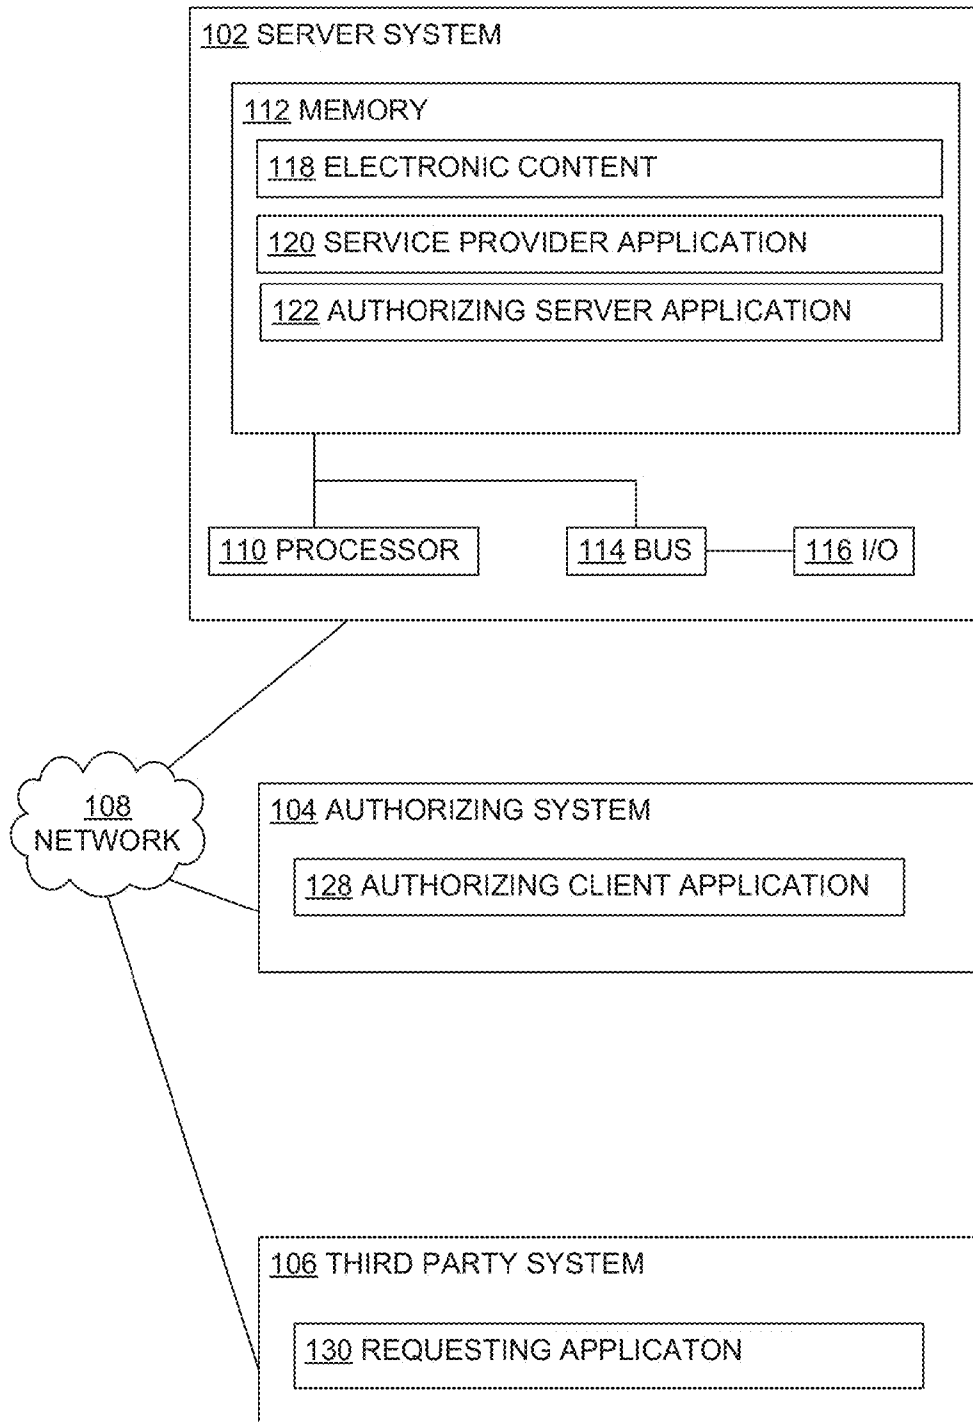 102 SERVER SYSTEM
112 MEMORY
118 ELECTRONIC CONTENT
120 SERVICE PROVIDER APPLICATION
122 AUTHORIZING SERVER APPLICATION
110 PROCESSOR
114 BUS
116 I/O
108
NETWORK
104 AUTHORIZING SYSTEM
128 AUTHORIZING CLIENT APPLICATION
106 THIRD PARTY SYSTEM
130 REQUESTING APPLICATON